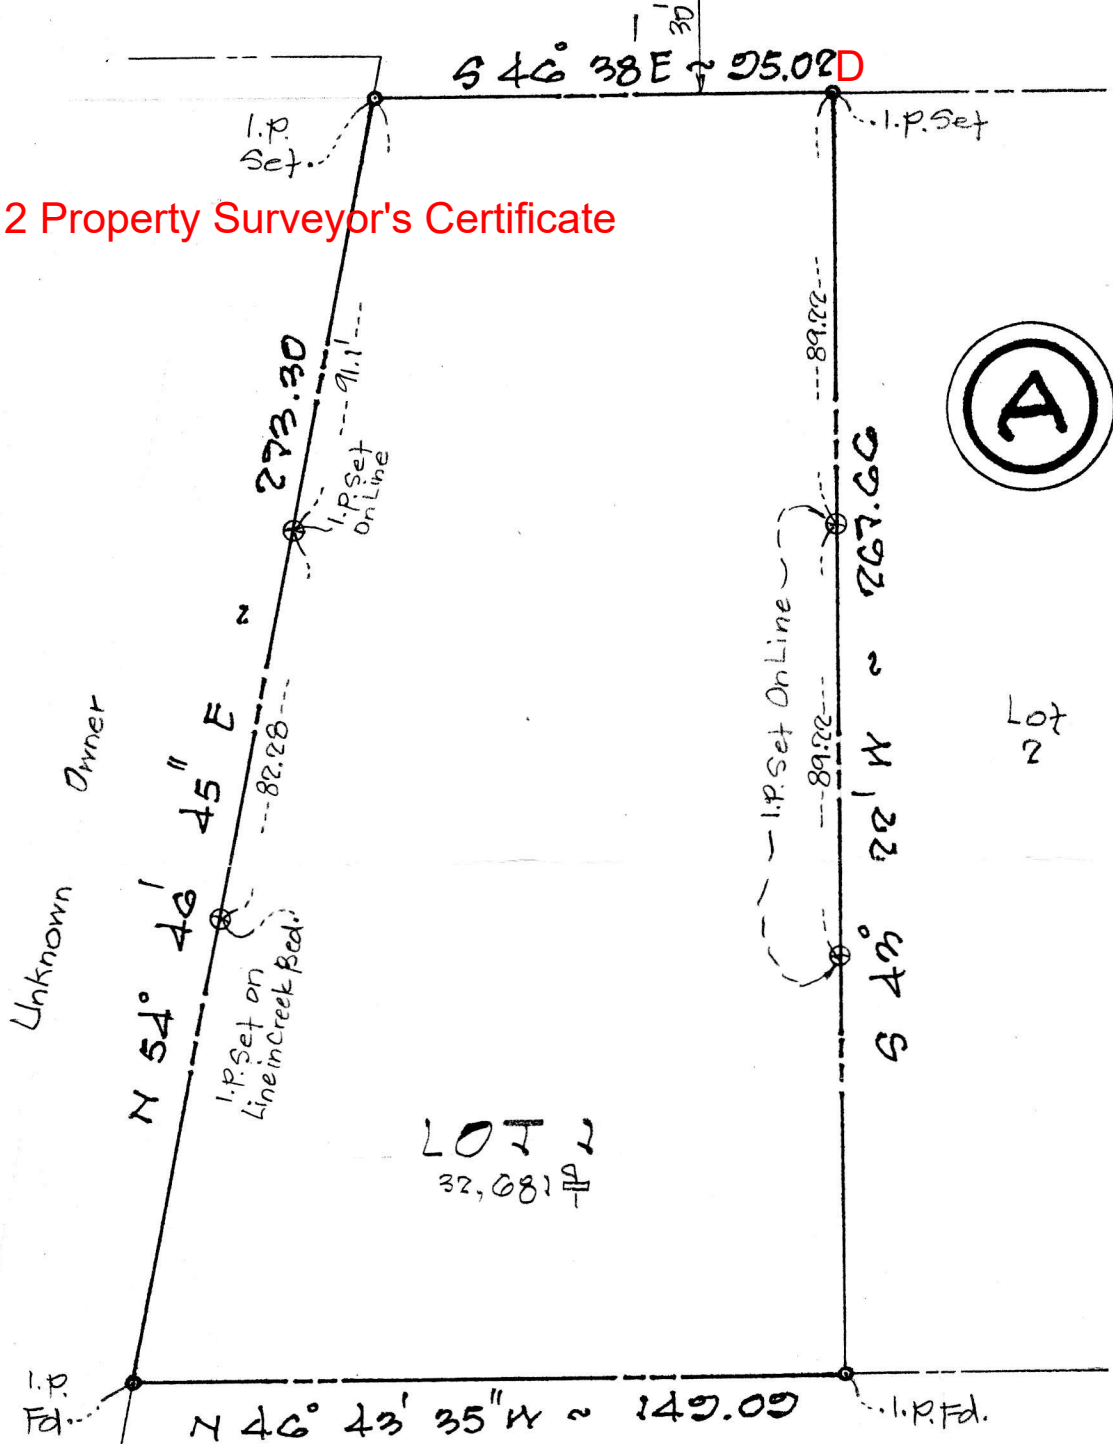 30'
S 46° 38' E ~ 95.02 D
I.P.
Set
I.P. Set
2 Property Surveyor's Certificate
A
273.30
91.1'
89.22
I.P. Set
On Line
267.66
~
N 54° 46' 45" E
82.28
I.P. Set On Line
89.22
S 43° 22' W ~
Lot
2
Unknown Owner
I.P. Set on
Line in Creek Bed.
LOT 1
32,681
I.P.
Fd.
N 46° 43' 35" W ~ 149.09
I.P. Fd.